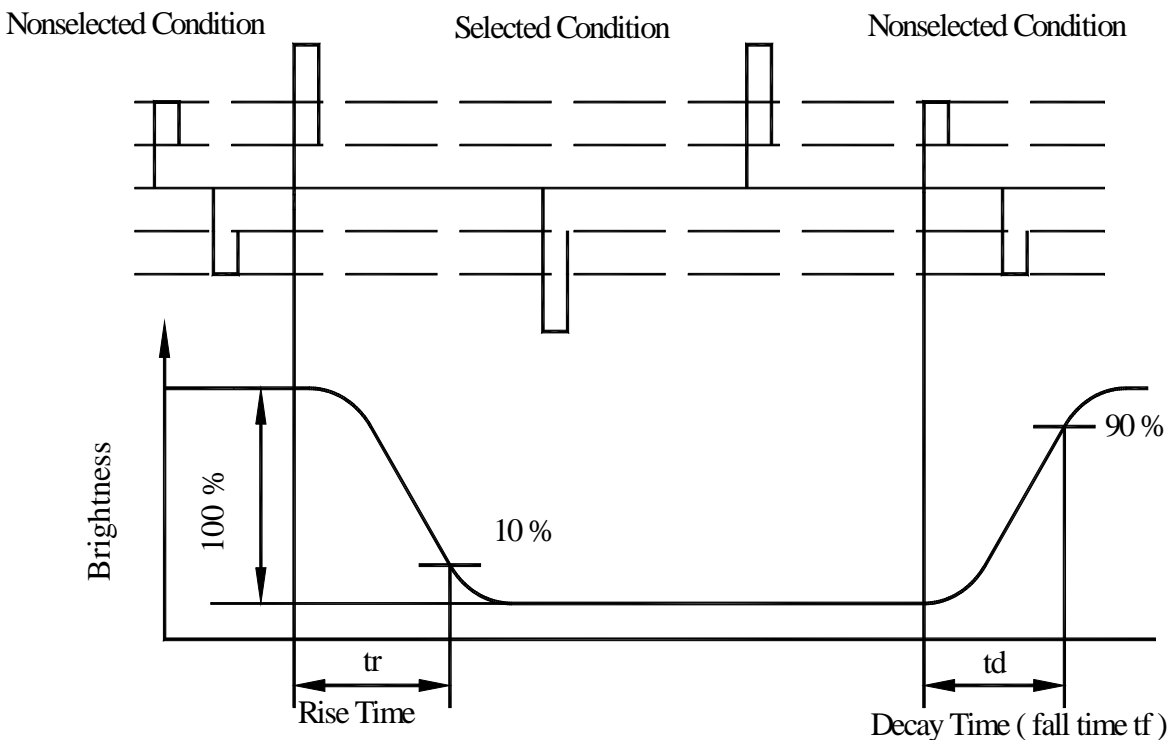 Nonselected Condition
Selected Condition
Nonselected Condition
Brightness
100 %
10 %
90 %
tr
td
Rise Time
Decay Time ( fall time tf )